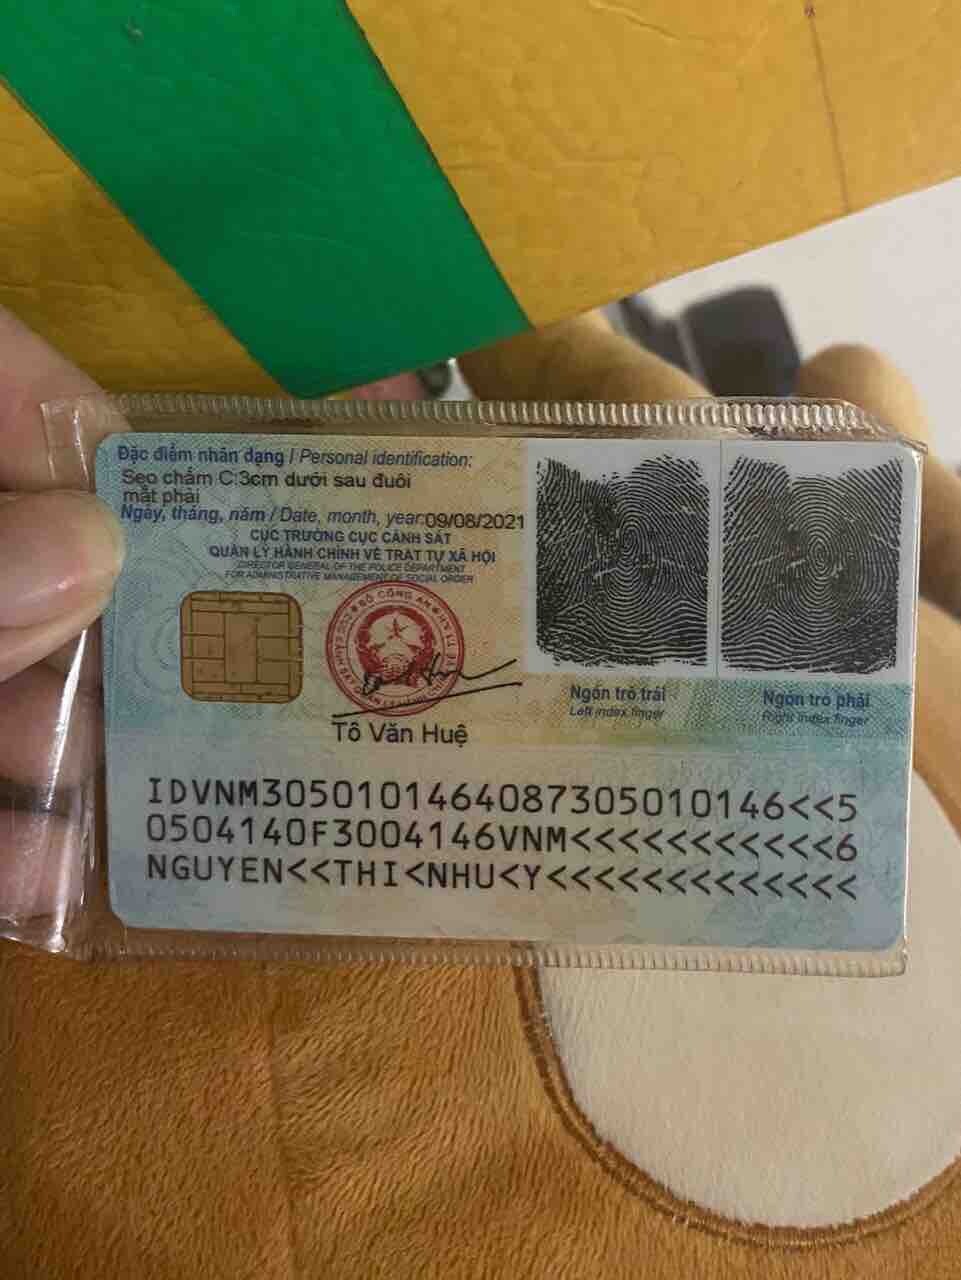 Đặc điểm nhân dạng / Personal identification:
Sẹo chấm C:3cm dưới sau đuôi
mắt phải
Ngày, tháng, năm / Date, month, year:09/08/2021
CỤC TRƯỞNG CỤC CẢNH SÁT
QUẢN LÝ HÀNH CHÍNH VỀ TRẬT TỰ XÃ HỘI
DIRECTOR GENERAL OF THE POLICE DEPARTMENT
FOR ADMINISTRATIVE MANAGEMENT OF SOCIAL ORDER
BỘ CÔNG AN
Tô Văn Huệ
Ngón trỏ trái
Left index finger
Ngón trỏ phải
Right index finger
IDVNM3050101464087305010146<<5
0504140F3004146VNM<<<<<<<<<<<6
NGUYEN<<THI<NHU<Y<<<<<<<<<<<<<